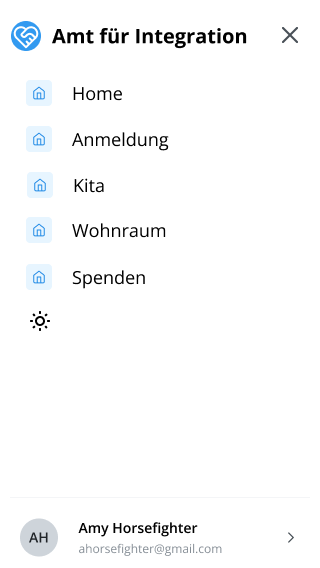 Amt für Integration
Home
Anmeldung
Kita
Wohnraum
Spenden
AH
Amy Horsefighter
ahorsefighter@gmail.com